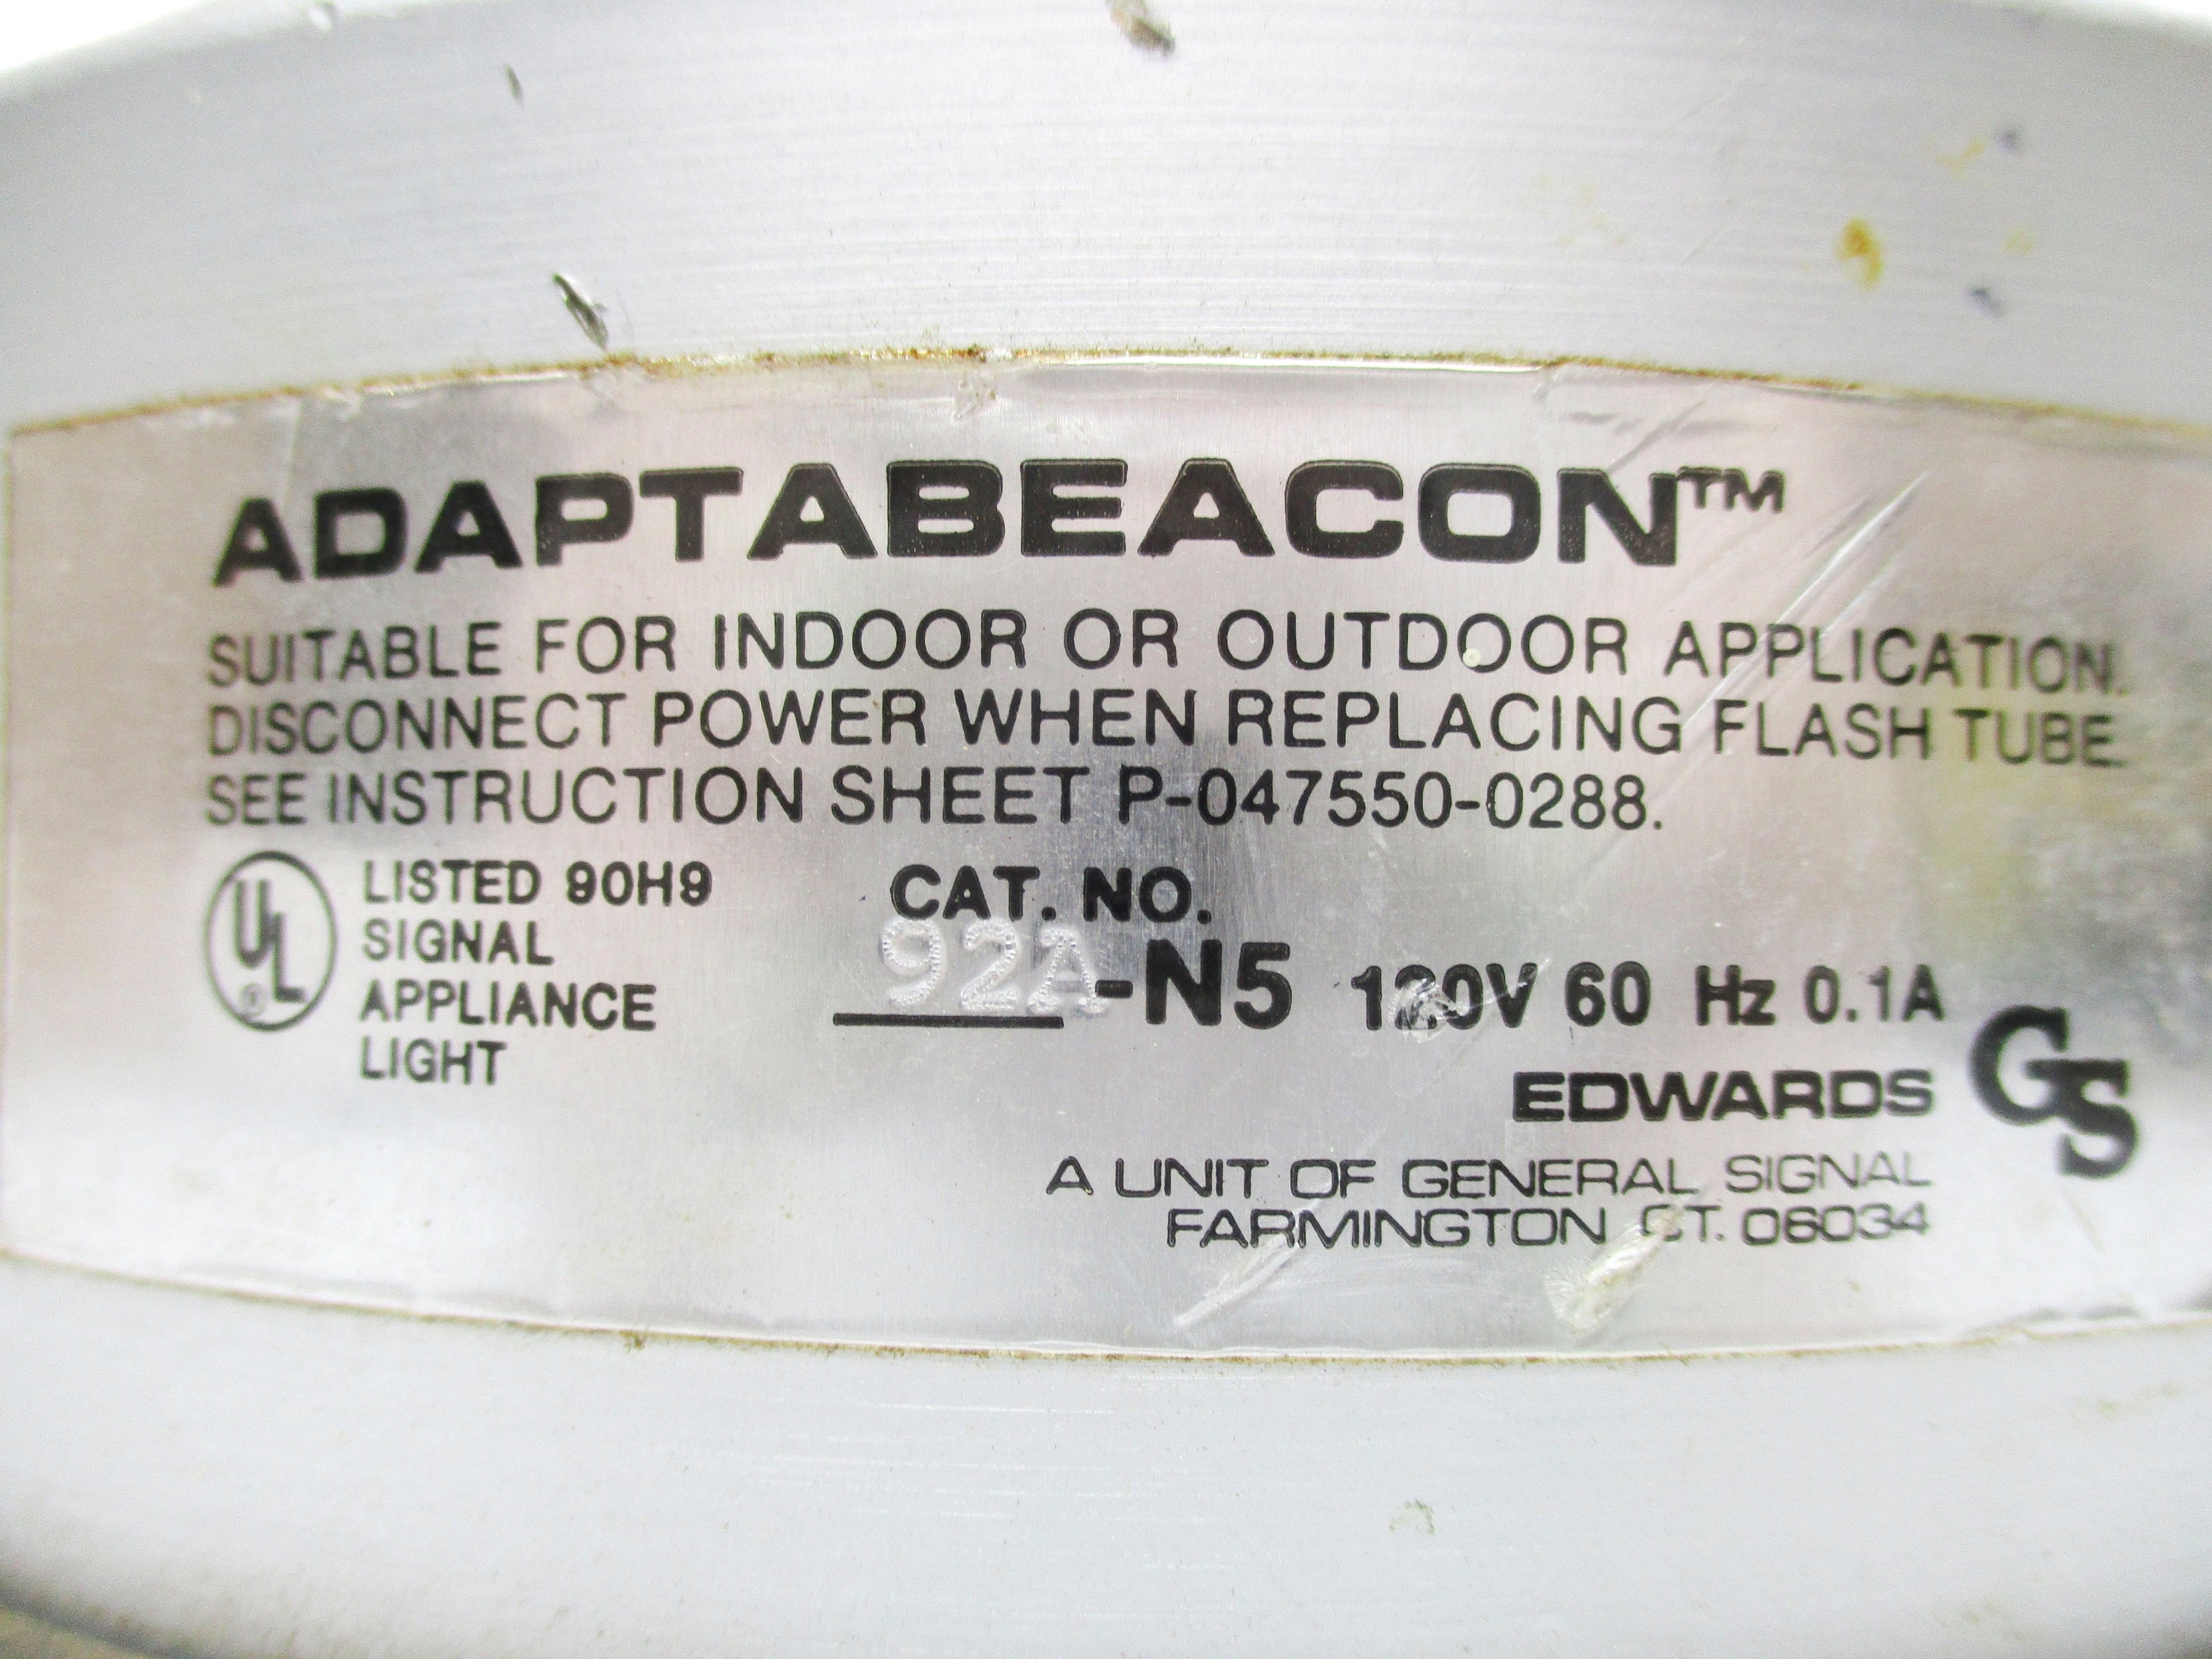 ADAPTABEACON™
SUITABLE FOR INDOOR OR OUTDOOR APPLICATION.
DISCONNECT POWER WHEN REPLACING FLASH TUBE.
SEE INSTRUCTION SHEET P-047550-0288.
UL ® LISTED 90H9
SIGNAL
APPLIANCE
LIGHT
CAT. NO.
92A-N5 120V 60 Hz 0.1A
EDWARDS GS
A UNIT OF GENERAL SIGNAL
FARMINGTON CT. 06034